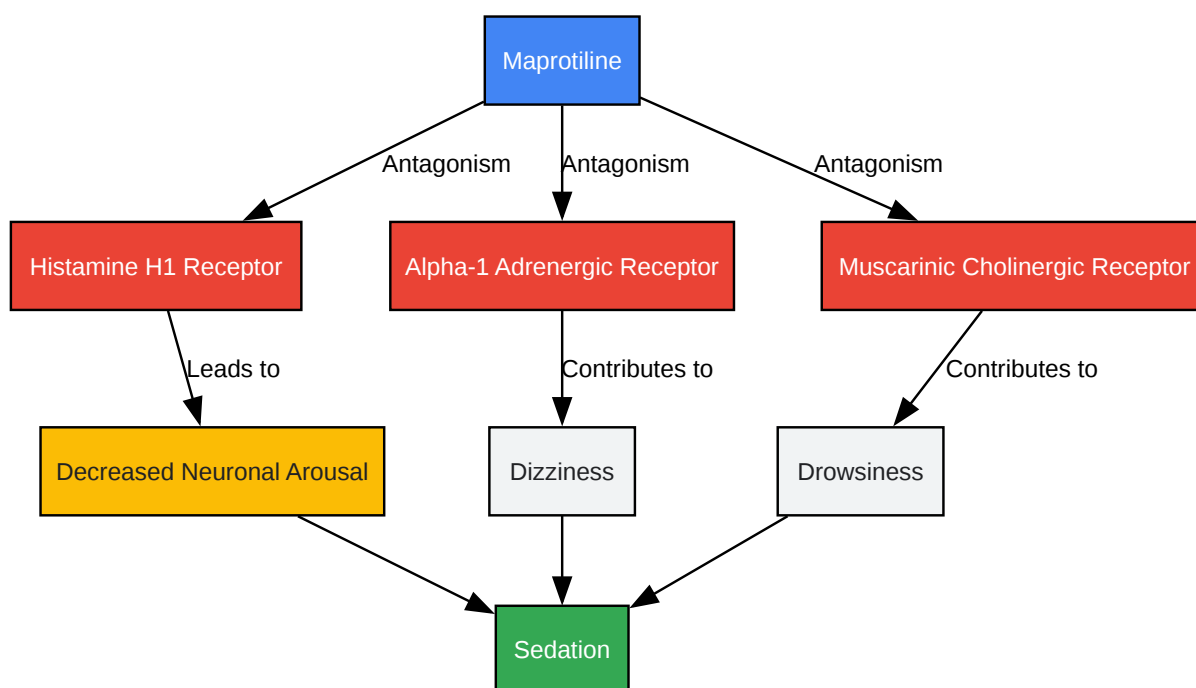 Maprotiline
Antagonism
Antagonism
Antagonism
Histamine H1 Receptor
Alpha-1 Adrenergic Receptor
Muscarinic Cholinergic Receptor
Leads to
Contributes to
Contributes to
Decreased Neuronal Arousal
Dizziness
Drowsiness
Sedation